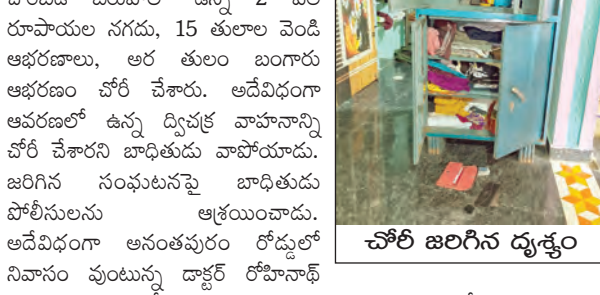 రూపాయల నగదు, 15 తులాల వెండి
ఆభరణాలు, అర తులం బంగారు
ఆభరణం చోరీ చేశారు. అదేవిధంగా
ఆవరణలో ఉన్న ద్విచక్ర వాహనాన్ని
చోరీ చేశారని బాధితుడు వాపోయాడు.
జరిగిన సంఘటనపై బాధితుడు
పోలీసులను ఆశ్రయించాడు.
అదేవిధంగా అనంతపురం రోడ్డులో
నివాసం వుంటున్న డాక్టర్ రోహినాథ్
చోరీ జరిగిన దృశ్యం